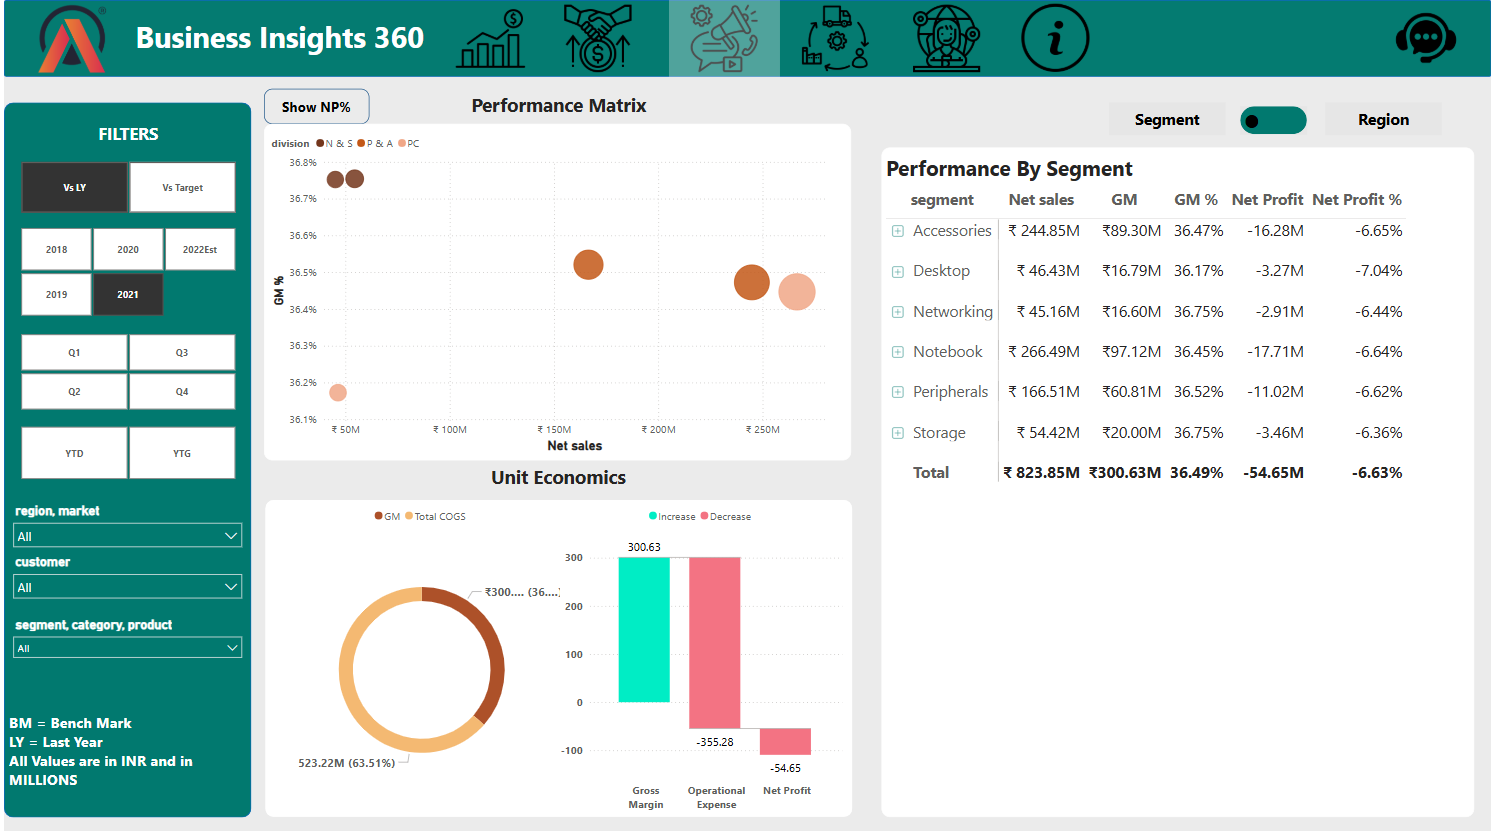 Business Insights 360
FILTERS
Vs LY
Vs Target
2018
2020
2022Est
2019
2021
Q1
Q3
Q2
Q4
YTD
YTG
region, market
All
customer
All
segment, category, product
All
BM = Bench Mark
LY = Last Year
All Values are in INR and in
MILLIONS
Show NP%
Performance Matrix
division N & S P & A PC
36.8%
36.7%
36.6%
36.5%
36.4%
36.3%
36.2%
36.1%
GM %
₹ 50M ₹ 100M ₹ 150M ₹ 200M ₹ 250M
Net sales
Unit Economics
GM Total COGS
₹300.... (36....)
523.22M (63.51%)
Increase Decrease
300
200
100
0
-100
300.63
-355.28
-54.65
Gross
Margin
Operational
Expense
Net Profit
Segment
Region
Performance By Segment
segment Net sales GM GM % Net Profit Net Profit %
Accessories ₹ 244.85M ₹89.30M 36.47% -16.28M -6.65%
Desktop ₹ 46.43M ₹16.79M 36.17% -3.27M -7.04%
Networking ₹ 45.16M ₹16.60M 36.75% -2.91M -6.44%
Notebook ₹ 266.49M ₹97.12M 36.45% -17.71M -6.64%
Peripherals ₹ 166.51M ₹60.81M 36.52% -11.02M -6.62%
Storage ₹ 54.42M ₹20.00M 36.75% -3.46M -6.36%
Total ₹ 823.85M ₹300.63M 36.49% -54.65M -6.63%